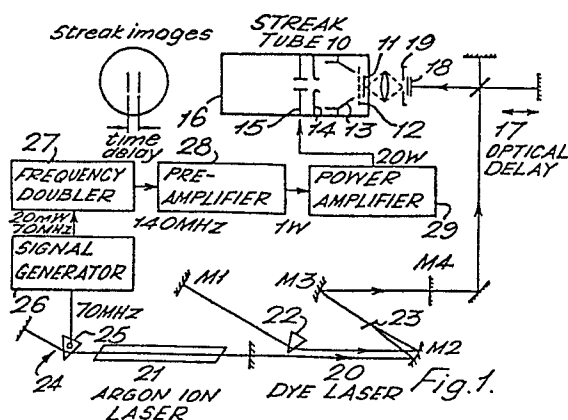 Streak images
time
delay
STREAK
TUBE 10
11
19
18
16
15
14
13
12
17
OPTICAL
DELAY
20W
27
FREQUENCY
DOUBLER
28
PRE-
AMPLIFIER
POWER
AMPLIFIER
29
20mW
70MHz
140MHz
1W
SIGNAL
GENERATOR
26
70MHz
M1
M3
M4
22
23
M2
25
24
21
ARGON ION
LASER
20
DYE LASER
Fig.1.